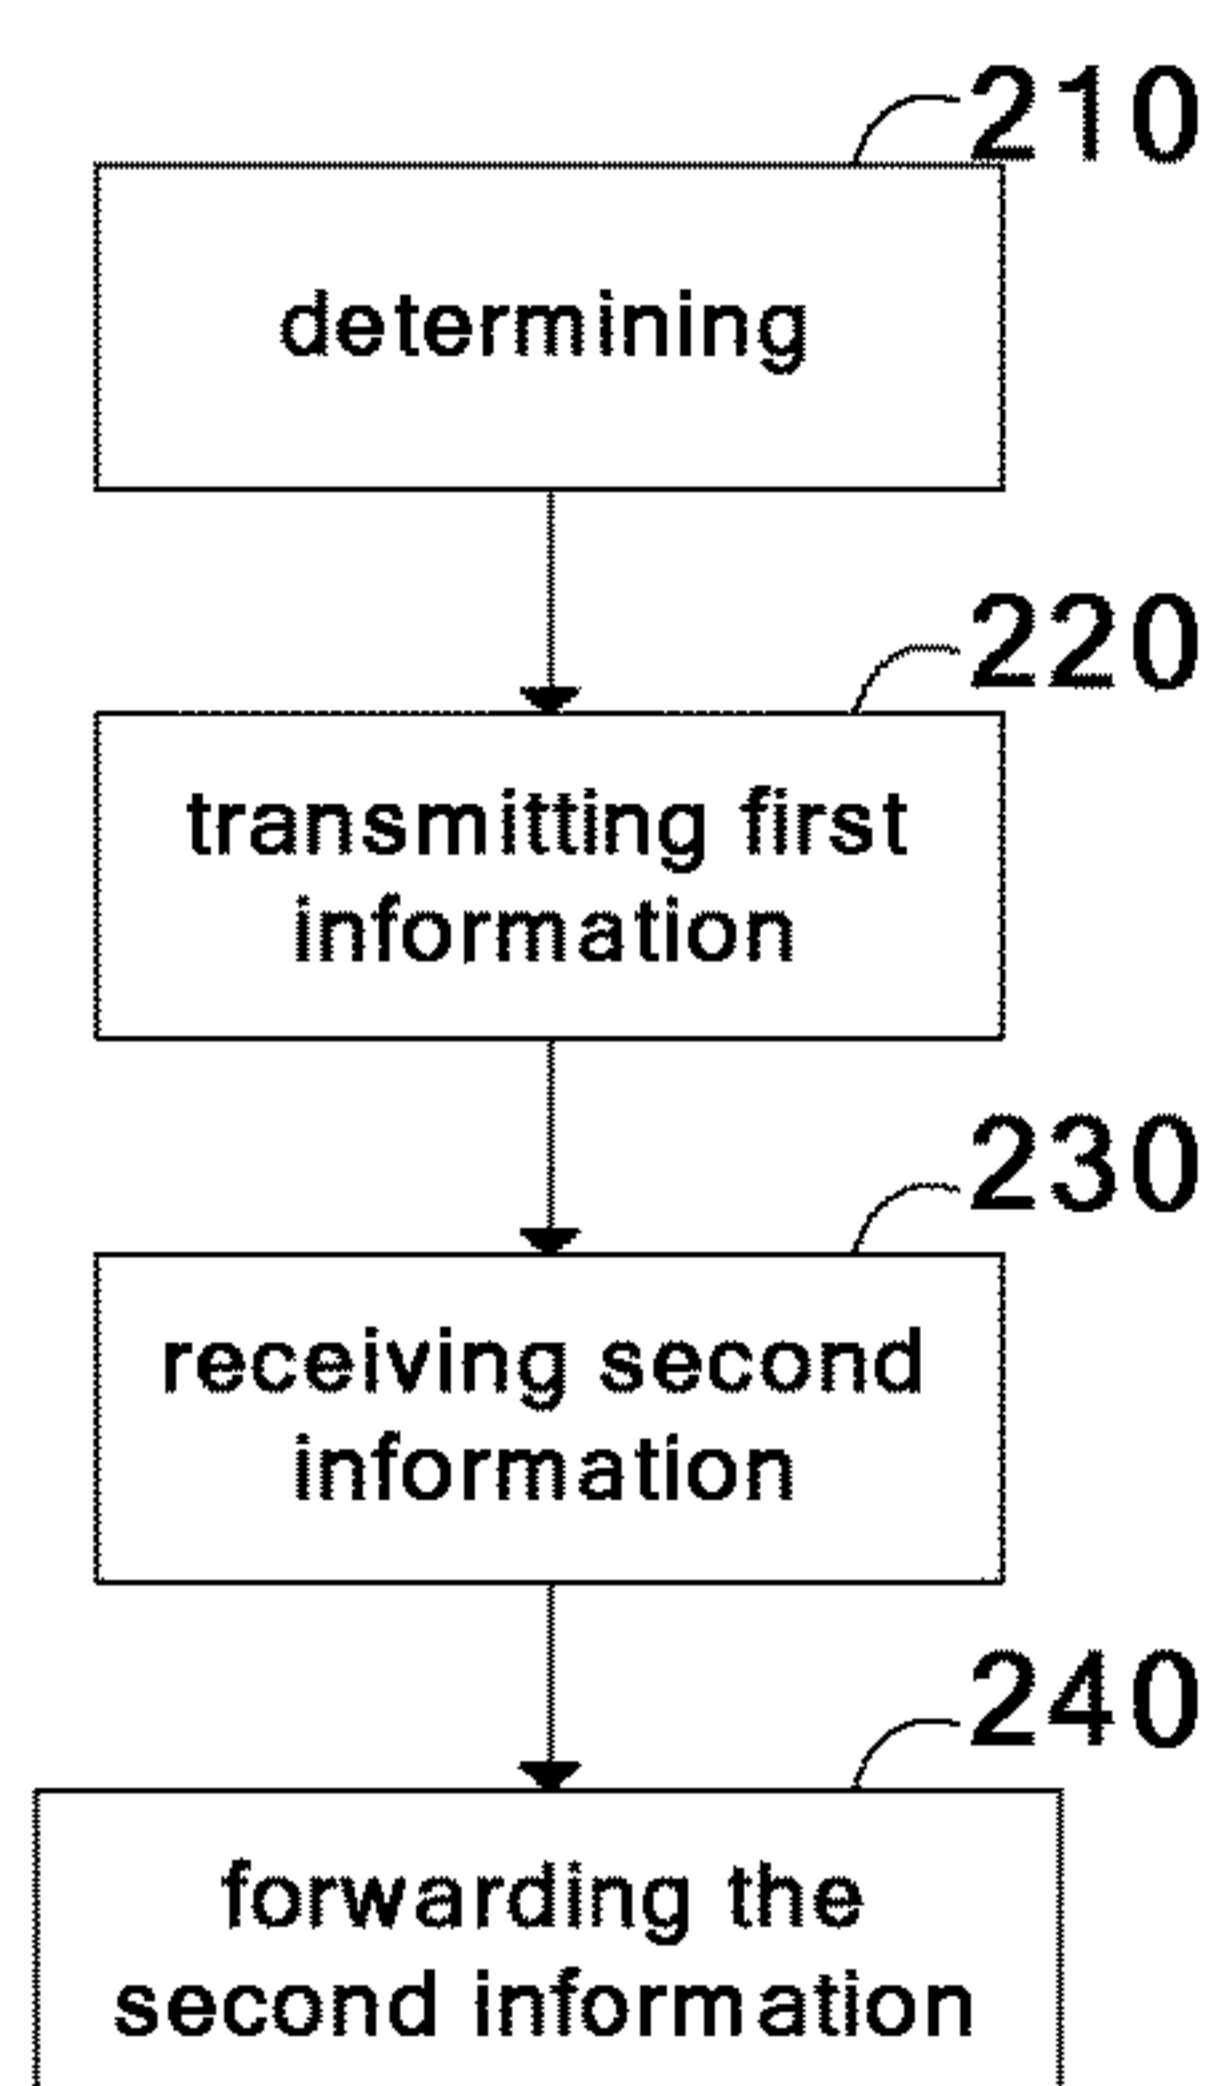 210
determining
220
transmitting first
information
230
receiving second
information
240
forwarding the
second information